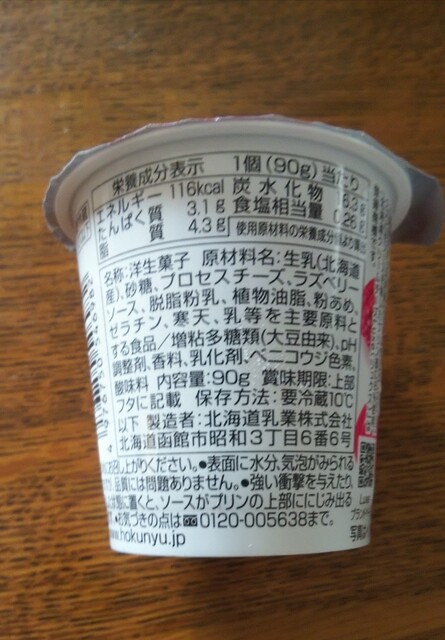 栄養成分表示 1個(90g)当たり
エネルギー 116kcal 炭水化物
たんぱく質 3.1g 食塩相当量
脂質 4.3g 使用原材料の栄養成分
名称:洋生菓子 原材料名:生乳(北海道
産)、砂糖、プロセスチーズ、ラズベリー
ソース、脱脂粉乳、植物油脂、粉あめ、
ゼラチン、寒天、乳等を主要原料と
する食品/増粘多糖類(大豆由来)、pH
調整剤、香料、乳化剤、ベニコウジ色素、
酸味料 内容量:90g 賞味期限:上部
フタに記載 保存方法:要冷蔵10℃
以下 製造者:北海道乳業株式会社
北海道函館市昭和3丁目6番6号
お召し上がりください。●表面に水分、気泡がみられる
品質には問題ありません。●強い衝撃を与えたり、
置くと、ソースがプリンの上部ににじみ出る
●お気づきの点は☎0120-005638まで。
www.hokunyu.jp